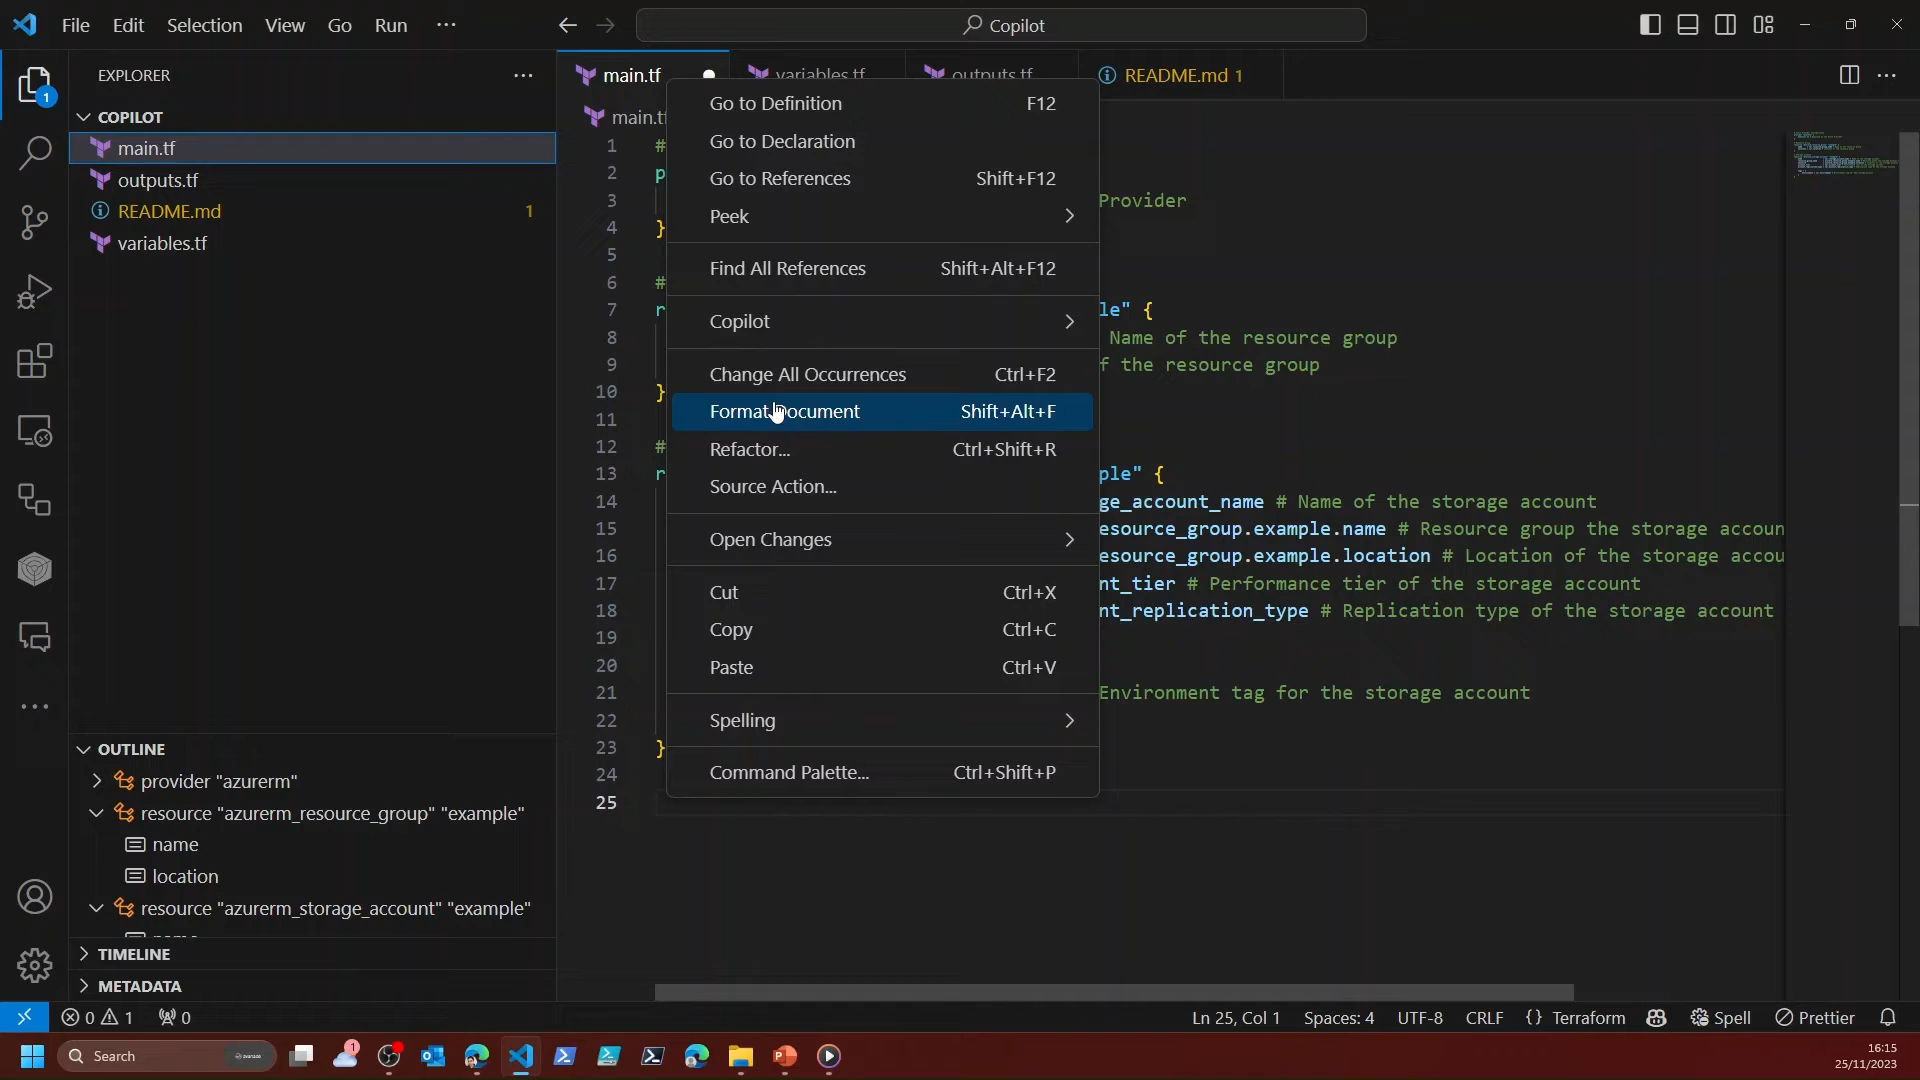 File Edit Selection View Go Run
Copilot
EXPLORER
COPILOT
main.tf
outputs.tf
README.md 1
variables.tf
OUTLINE
provider "azurerm"
resource "azurerm_resource_group" "example"
name
location
resource "azurerm_storage_account" "example"
TIMELINE
METADATA
main.tf variables.tf outputs.tf README.md 1
Go to Definition F12
Go to Declaration
Go to References Shift+F12
Peek
Find All References Shift+Alt+F12
Copilot
Change All Occurrences Ctrl+F2
Format Document Shift+Alt+F
Refactor... Ctrl+Shift+R
Source Action...
Open Changes
Cut Ctrl+X
Copy Ctrl+C
Paste Ctrl+V
Spelling
Command Palette... Ctrl+Shift+P
main.t
1 #
2 p
3 Provider
4 }
5
6 #
7 r le" {
8 Name of the resource group
9 f the resource group
10 }
11
12 #
13 r ple" {
14 ge_account_name # Name of the storage account
15 esource_group.example.name # Resource group the storage accoun
16 esource_group.example.location # Location of the storage accou
17 nt_tier # Performance tier of the storage account
18 nt_replication_type # Replication type of the storage account
19
20
21 Environment tag for the storage account
22
23 }
24
25
0 1 0
Ln 25, Col 1 Spaces: 4 UTF-8 CRLF {} Terraform Spell Prettier
Search
16:15
25/11/2023